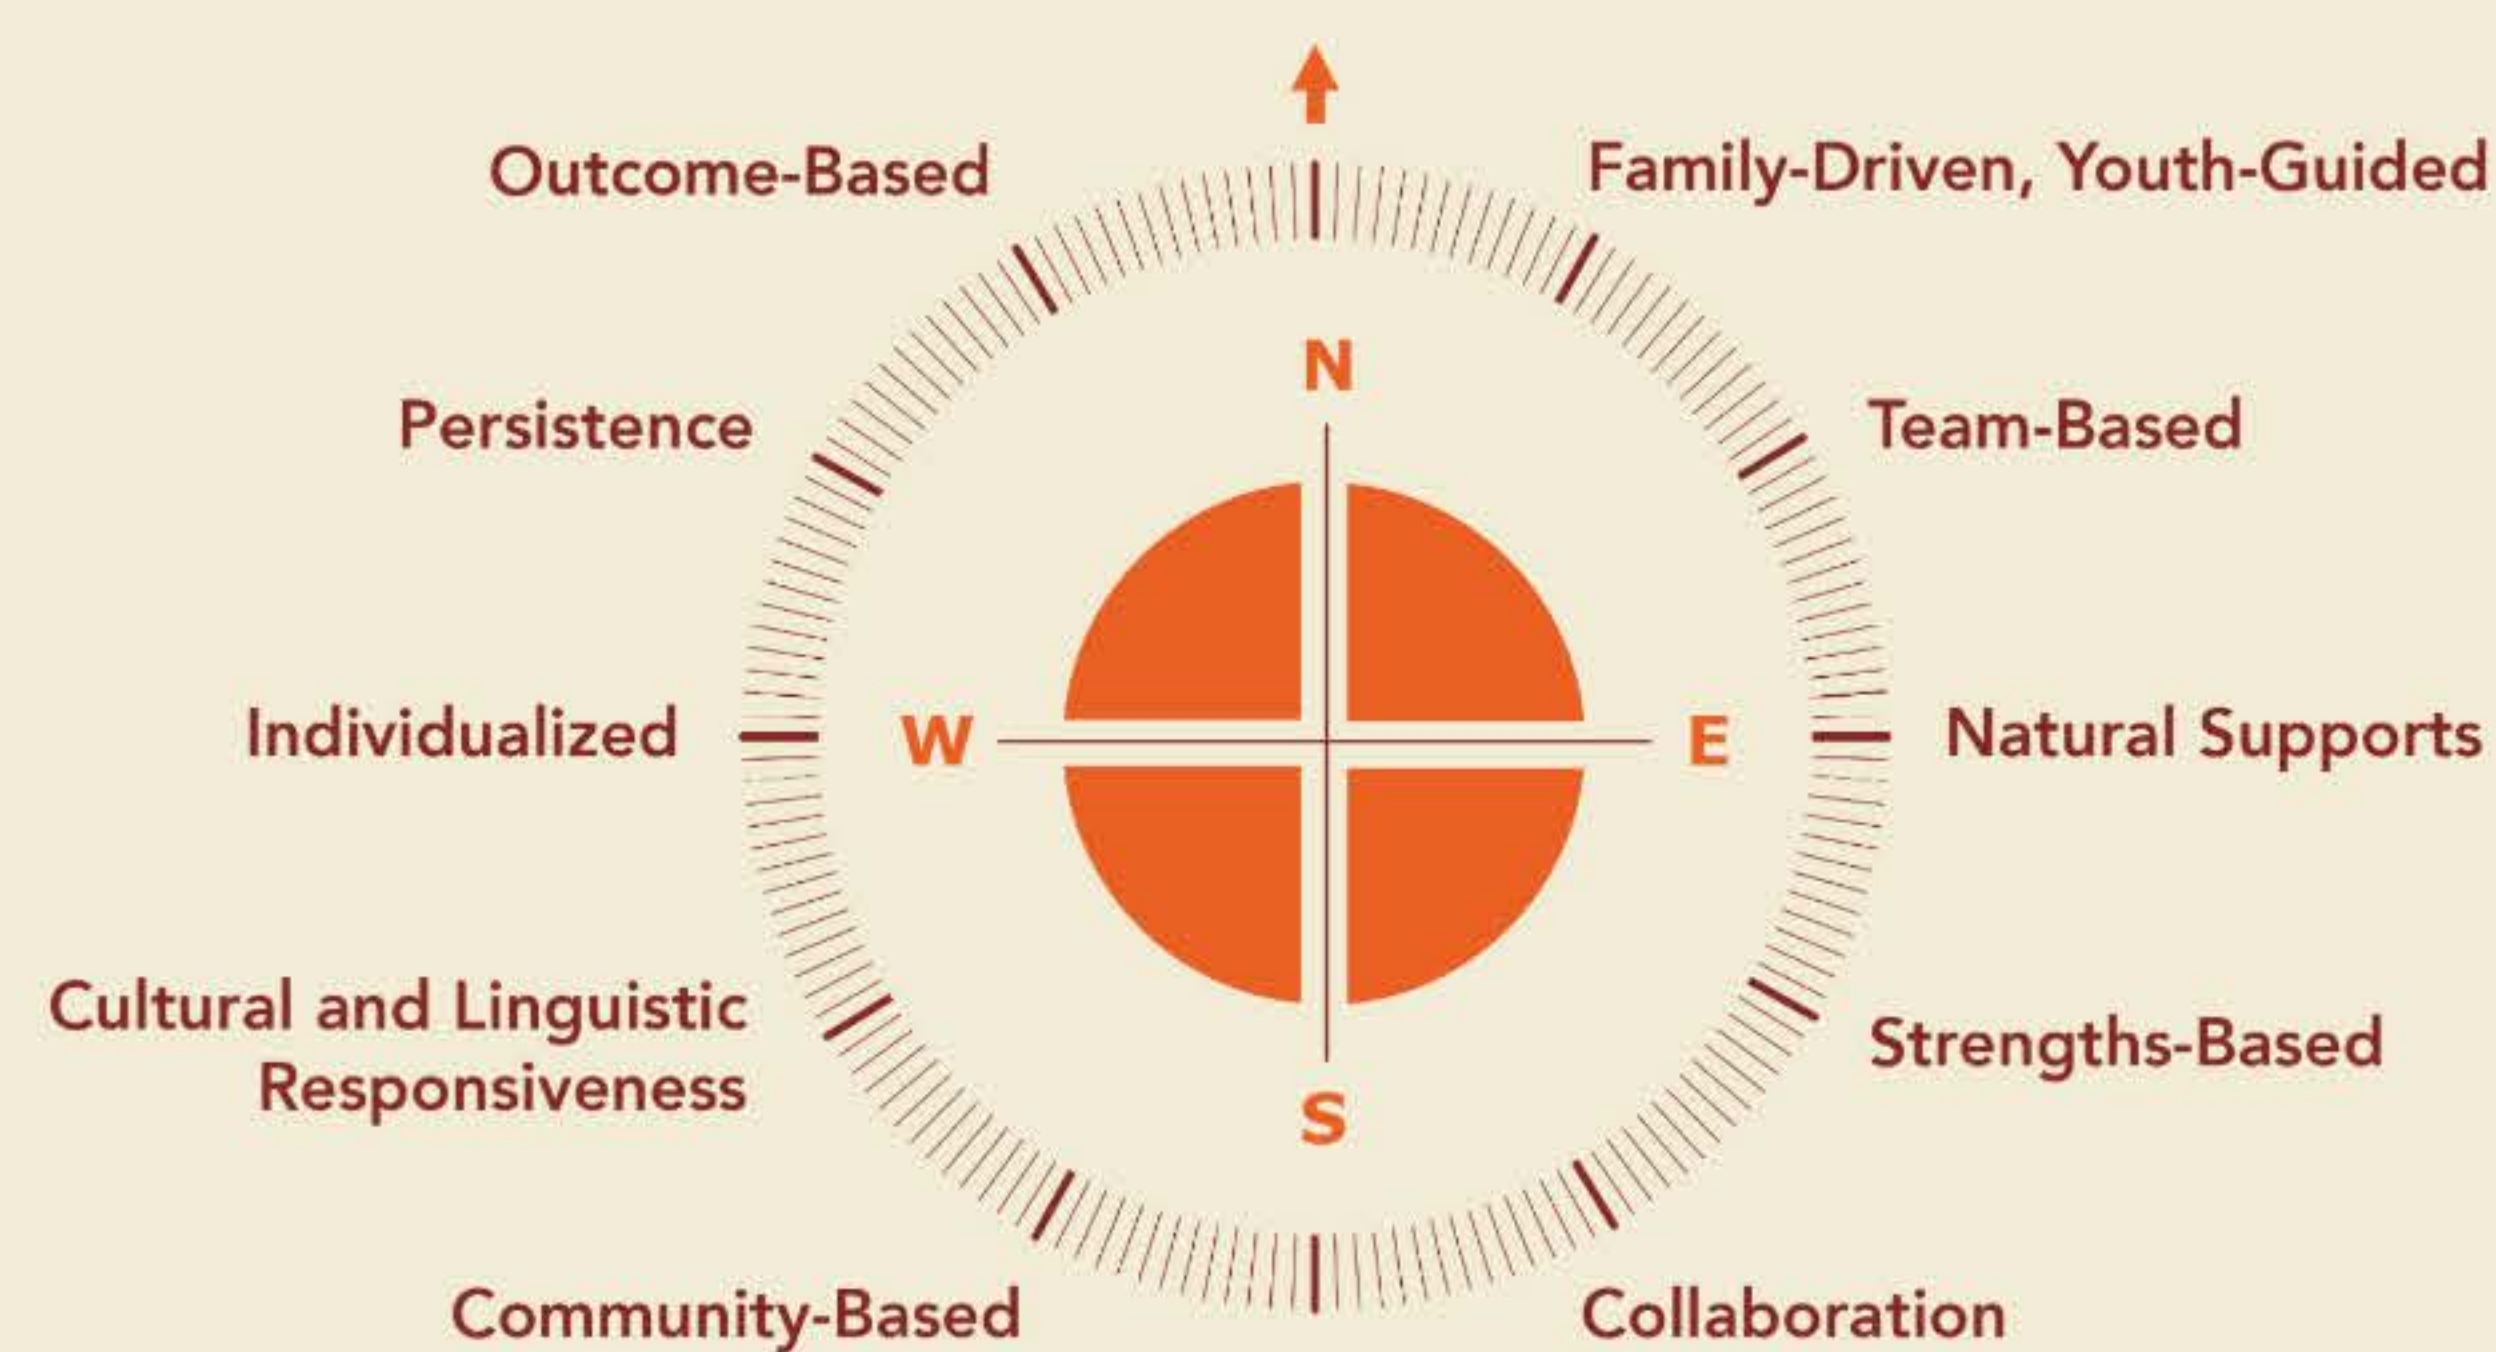 Outcome-Based
Family-Driven, Youth-Guided
N
Persistence
Team-Based
Individualized
W
E
Natural Supports
Cultural and Linguistic
Responsiveness
Strengths-Based
S
Community-Based
Collaboration